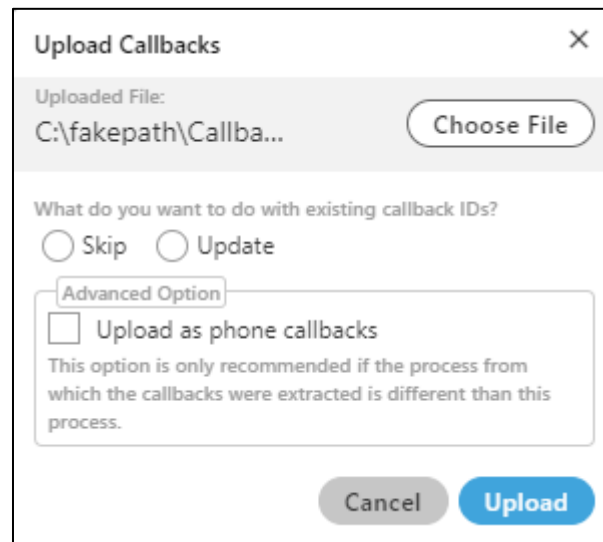 Upload Callbacks
Uploaded File:
C:\fakepath\Callba...
Choose File
What do you want to do with existing callback IDs?
Skip Update
Advanced Option
Upload as phone callbacks
This option is only recommended if the process from
which the callbacks were extracted is different than this
process.
Cancel Upload